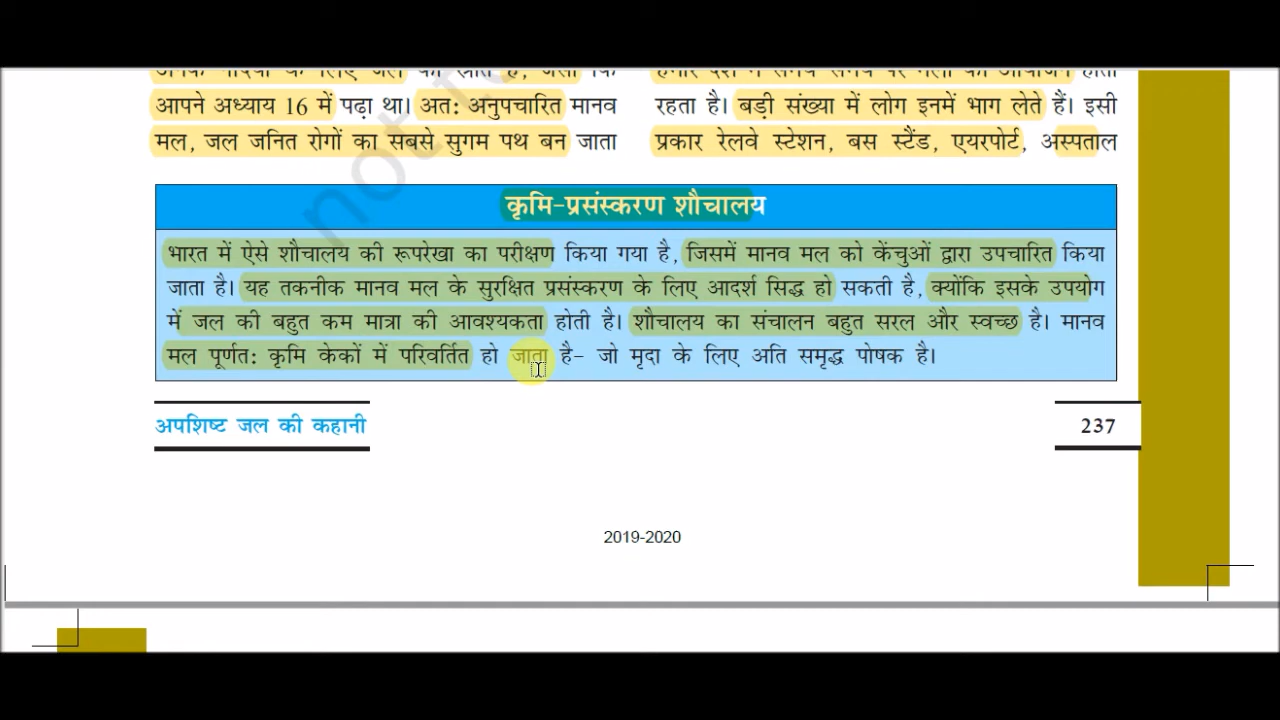 आपने अध्याय 16 में पढ़ा था। अत: अनुपचारित मानव
मल, जल जनित रोगों का सबसे सुगम पथ बन जाता
रहता है। बड़ी संख्या में लोग इनमें भाग लेते हैं। इसी
प्रकार रेलवे स्टेशन, बस स्टैंड, एयरपोर्ट, अस्पताल
कृमि-प्रसंस्करण शौचालय
भारत में ऐसे शौचालय की रूपरेखा का परीक्षण किया गया है, जिसमें मानव मल को केंचुओं द्वारा उपचारित किया
जाता है। यह तकनीक मानव मल के सुरक्षित प्रसंस्करण के लिए आदर्श सिद्ध हो सकती है, क्योंकि इसके उपयोग
में जल की बहुत कम मात्रा की आवश्यकता होती है। शौचालय का संचालन बहुत सरल और स्वच्छ है। मानव
मल पूर्णत: कृमि केकों में परिवर्तित हो जाता है- जो मृदा के लिए अति समृद्ध पोषक है।
अपशिष्ट जल की कहानी
237
2019-2020
not